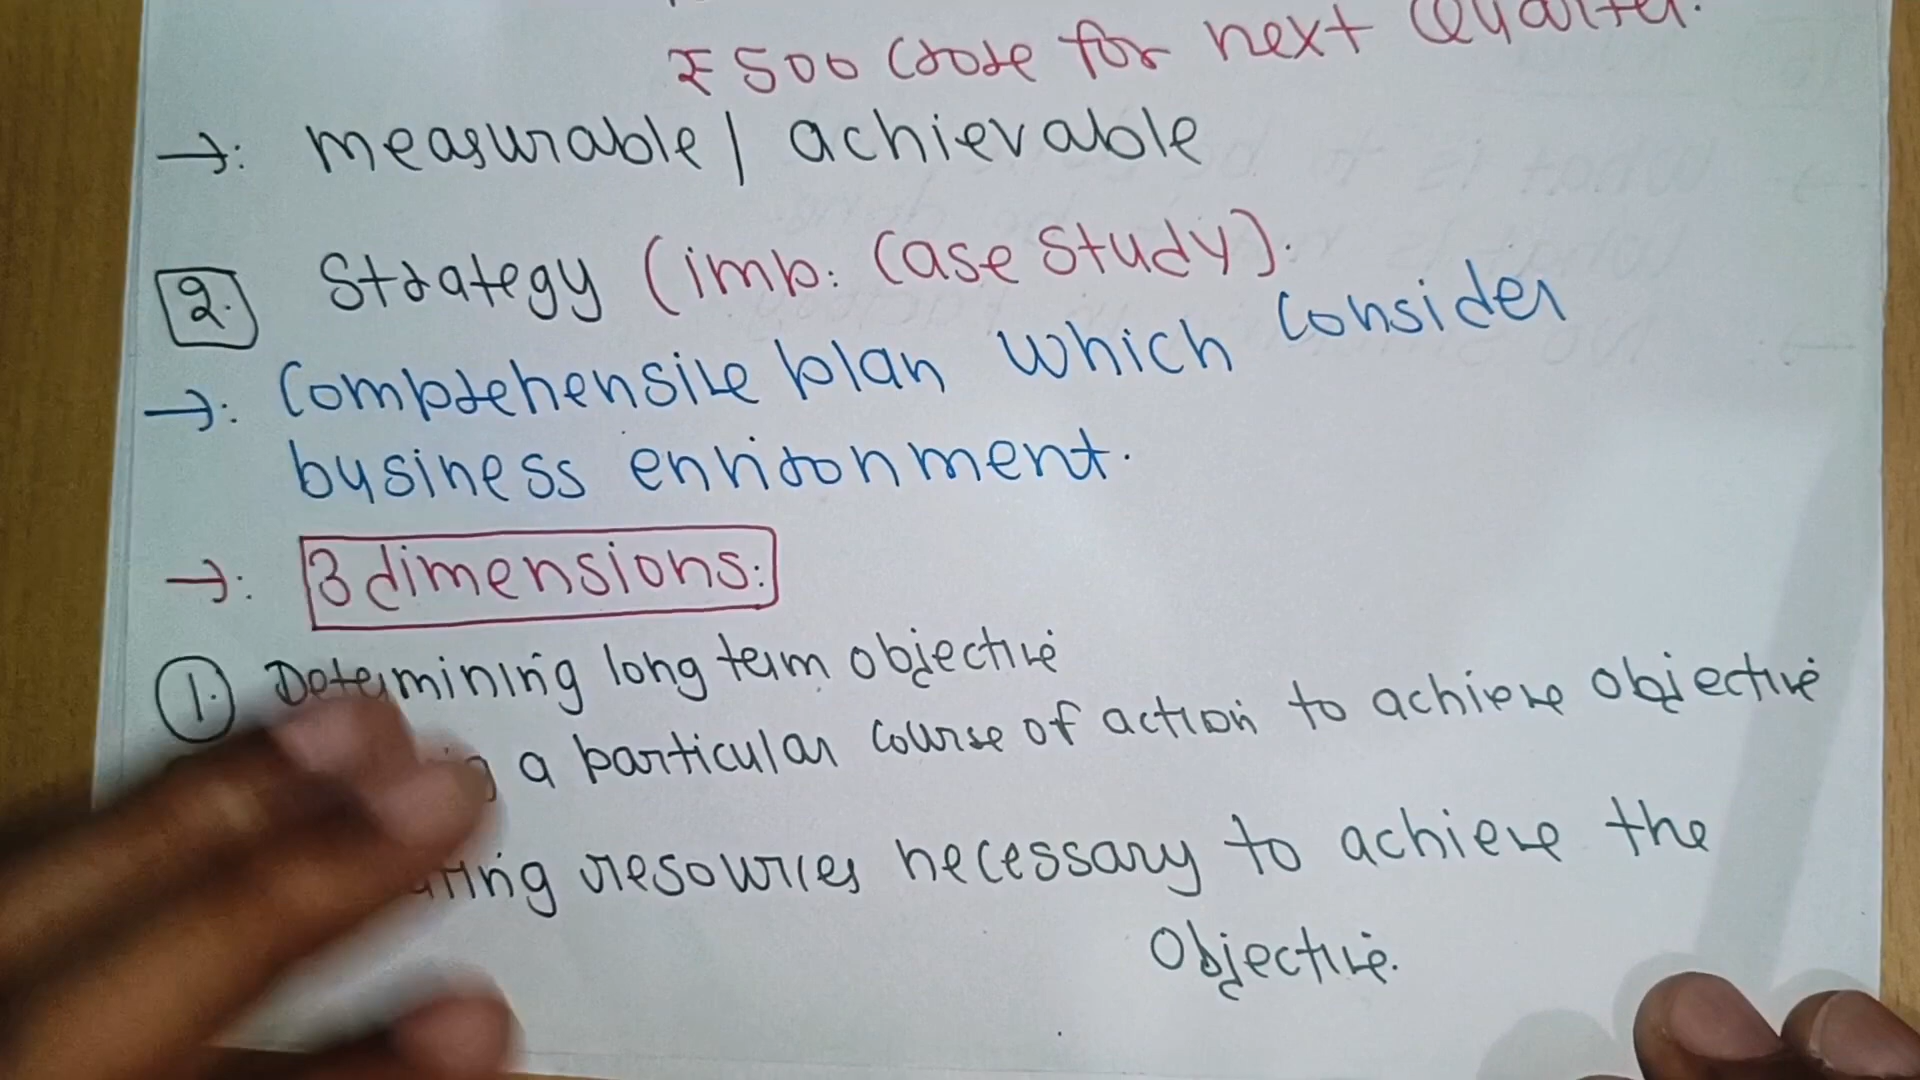 ₹ 500 Crore for next Quarter.
→: measurable / achievable
2. Strategy (imp: Case Study).
→: Comprehensive plan which consider
business environment.
→: 3 dimensions:
1. Determining long term objective
a particular course of action to achieve objective
resources necessary to achieve the
Objective.